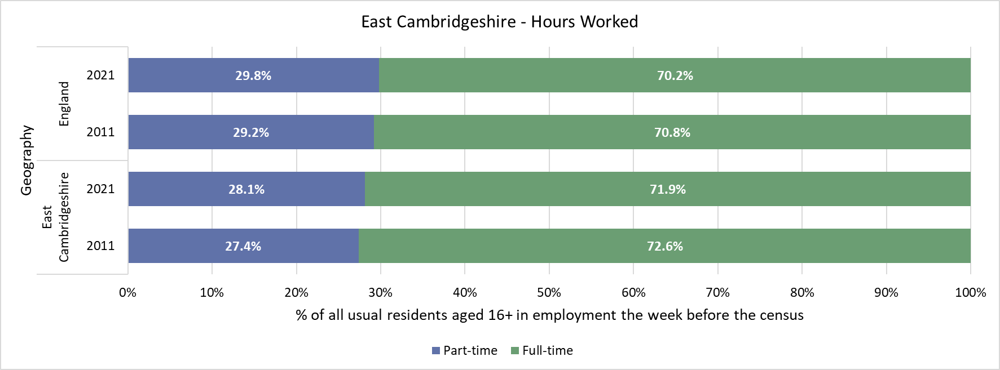 East Cambridgeshire - Hours Worked
Geography
England
2021
29.8%
70.2%
2011
29.2%
70.8%
East
Cambridgeshire
2021
28.1%
71.9%
2011
27.4%
72.6%
0% 10% 20% 30% 40% 50% 60% 70% 80% 90% 100%
% of all usual residents aged 16+ in employment the week before the census
Part-time Full-time